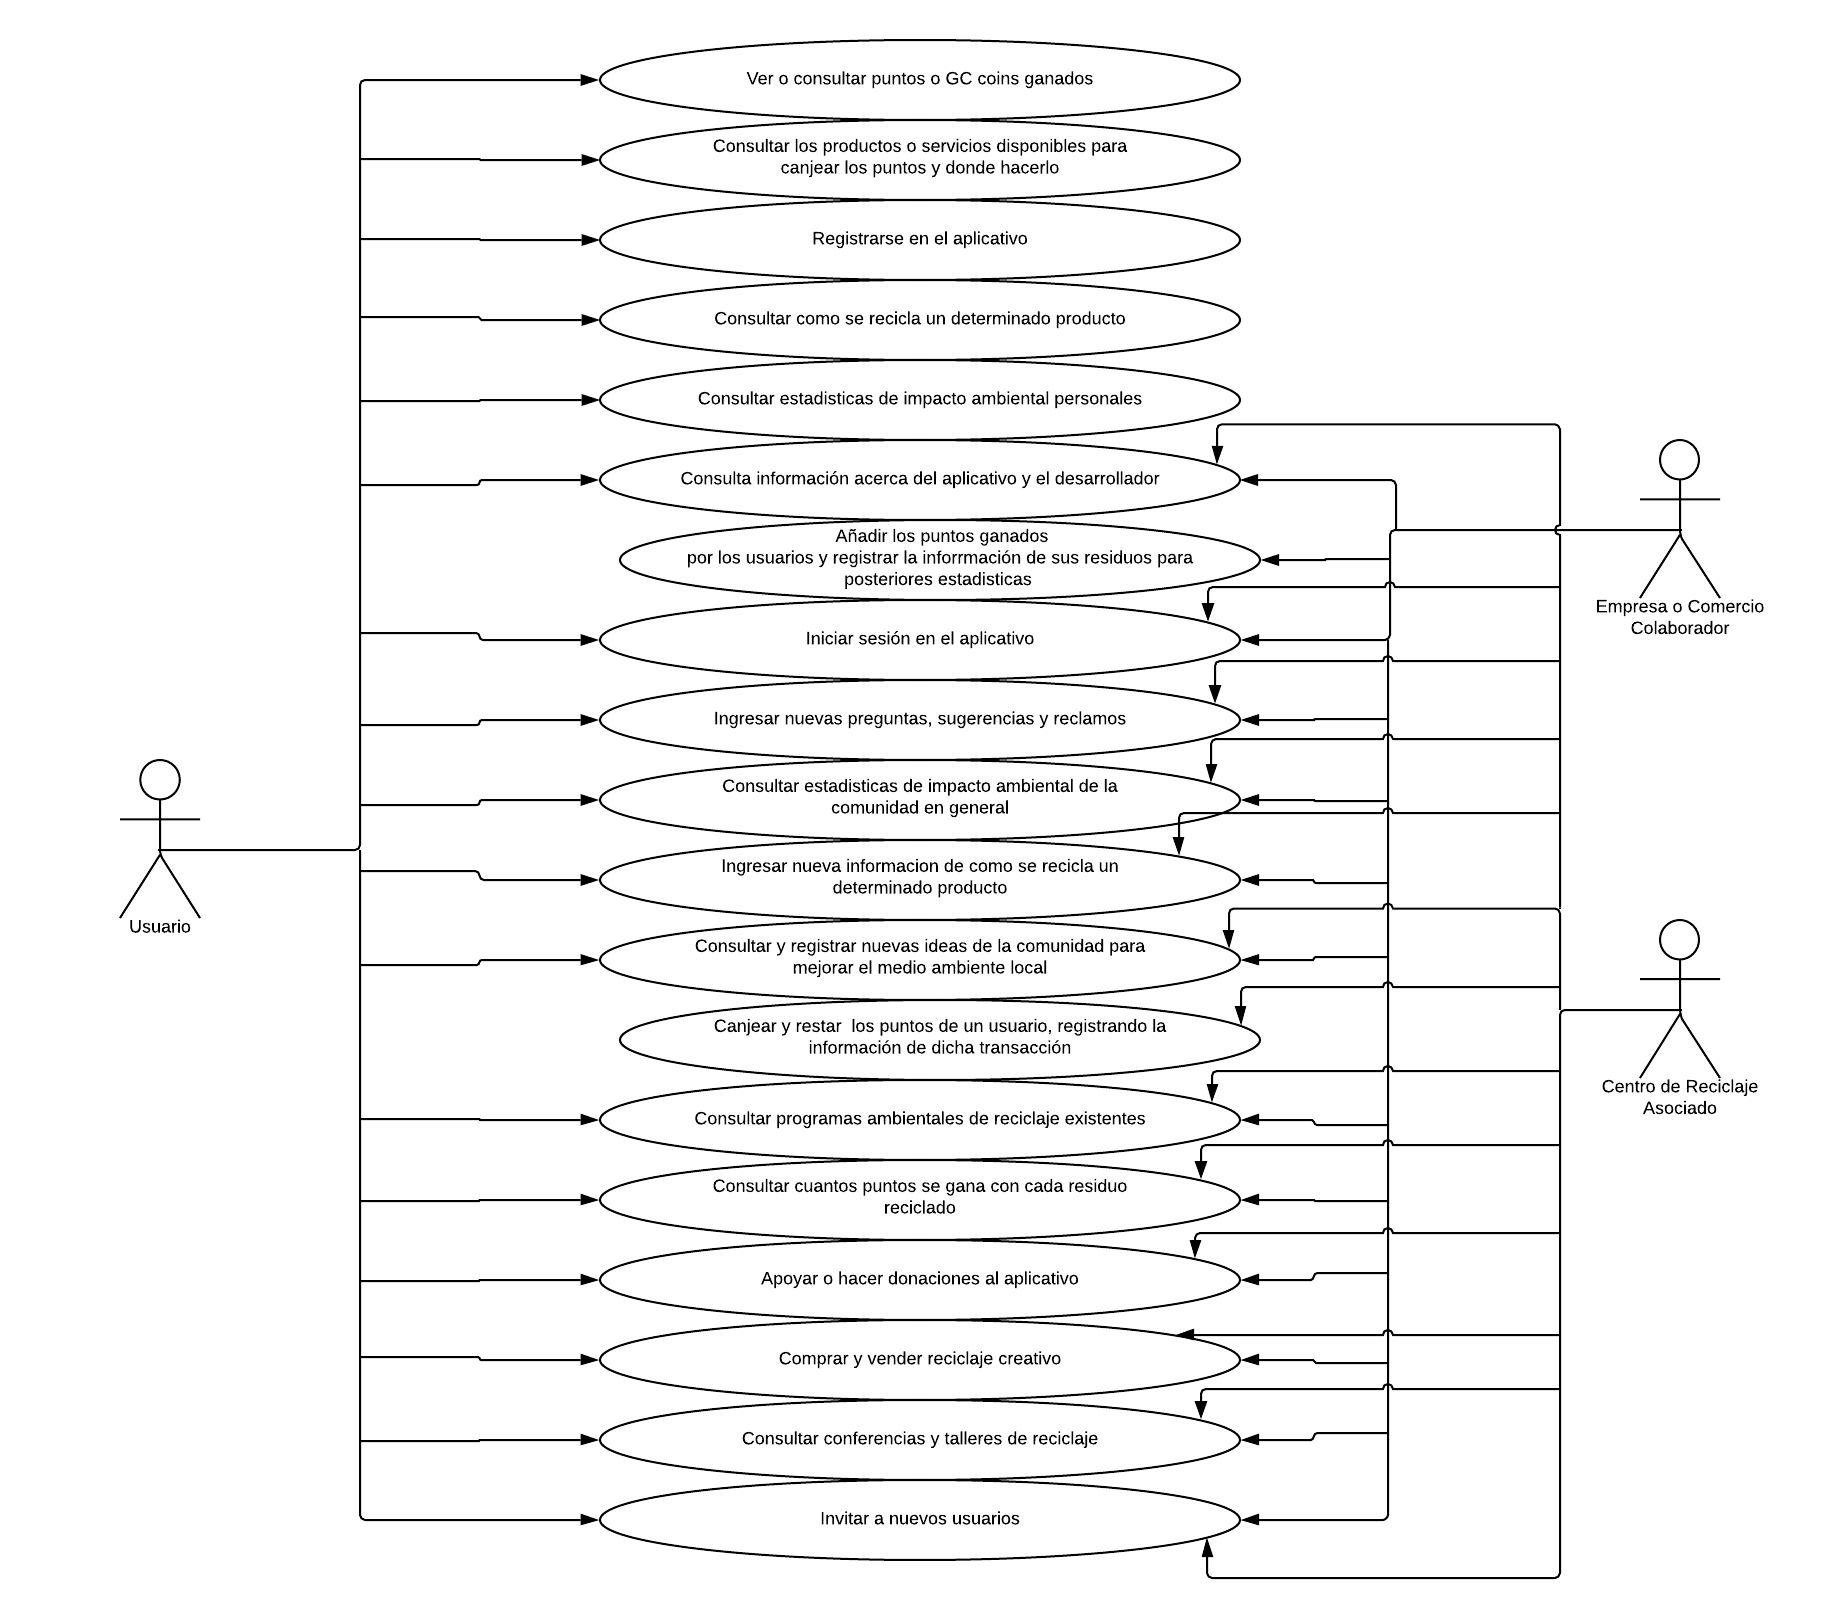 Ver o consultar puntos o GC coins ganados
Consultar los productos o servicios disponibles para
canjear los puntos y donde hacerlo
Registrarse en el aplicativo
Consultar como se recicla un determinado producto
Consultar estadisticas de impacto ambiental personales
Consulta información acerca del aplicativo y el desarrollador
Añadir los puntos ganados
por los usuarios y registrar la inforrmación de sus residuos para
posteriores estadisticas
Iniciar sesión en el aplicativo
Ingresar nuevas preguntas, sugerencias y reclamos
Consultar estadisticas de impacto ambiental de la
comunidad en general
Ingresar nueva informacion de como se recicla un
determinado producto
Consultar y registrar nuevas ideas de la comunidad para
mejorar el medio ambiente local
Canjear y restar  los puntos de un usuario, registrando la
información de dicha transacción
Consultar programas ambientales de reciclaje existentes
Consultar cuantos puntos se gana con cada residuo
reciclado
Apoyar o hacer donaciones al aplicativo
Comprar y vender reciclaje creativo
Consultar conferencias y talleres de reciclaje
Invitar a nuevos usuarios
Usuario
Empresa o Comercio
Colaborador
Centro de Reciclaje
Asociado